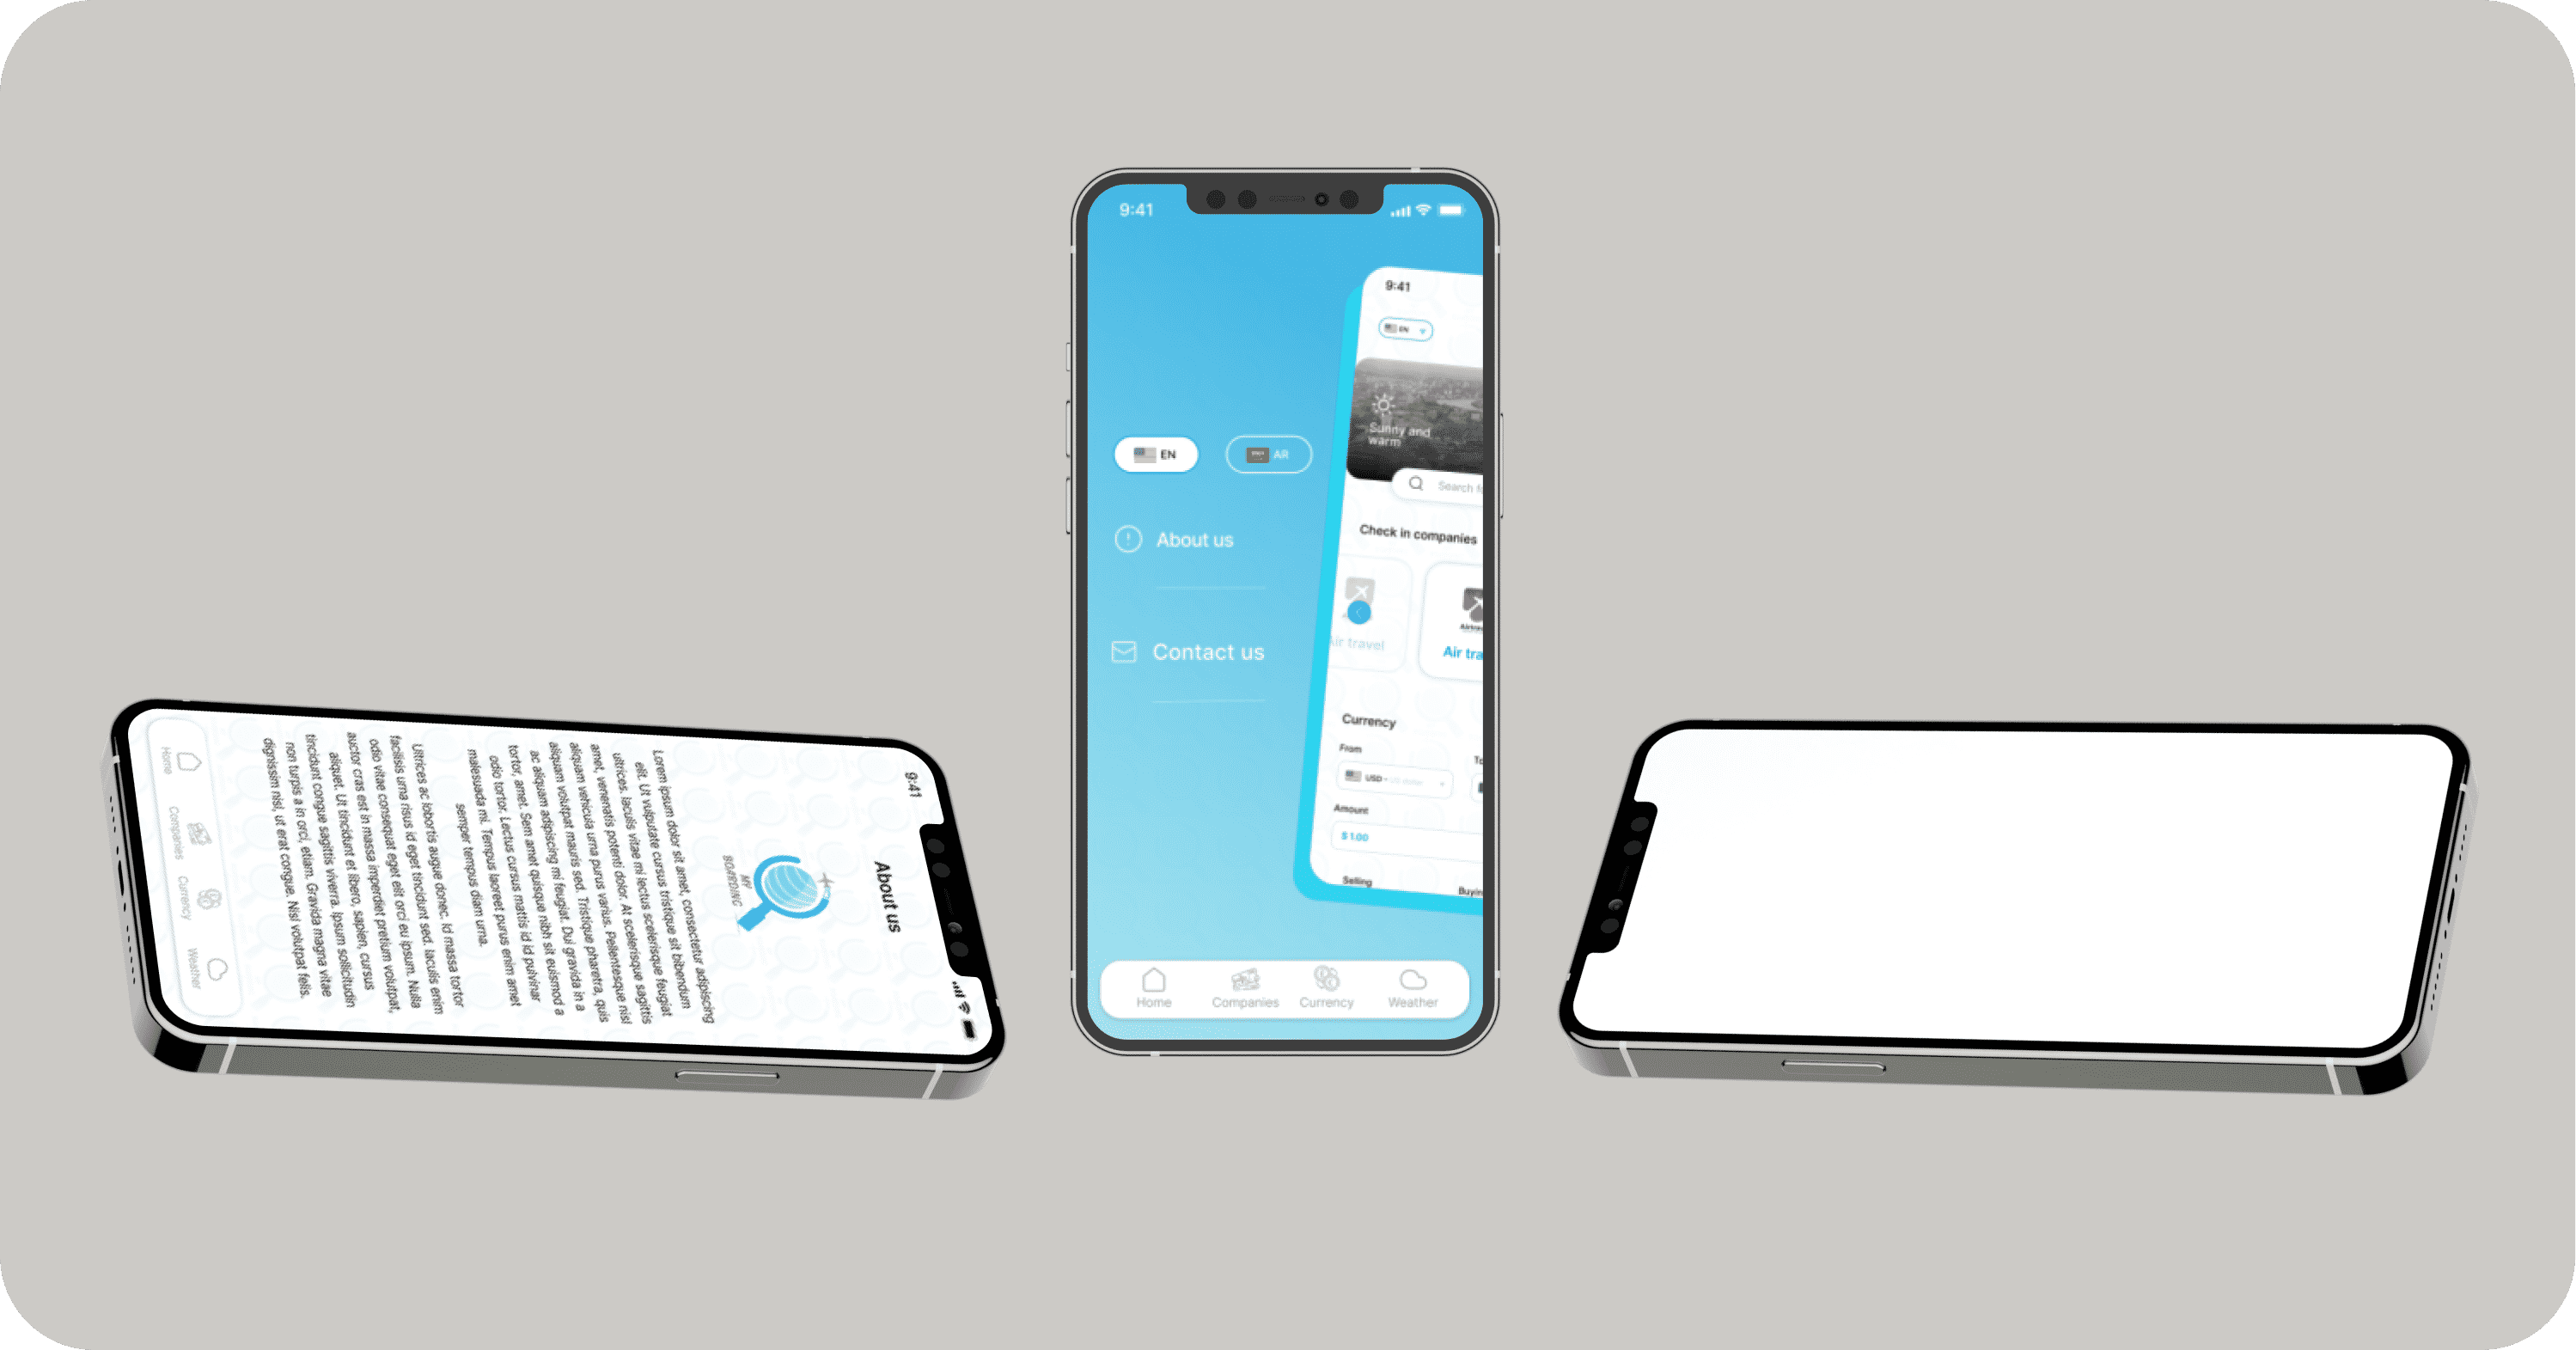 9:41
About us
MY
BOARDING
Lorem ipsum dolor sit amet, consectetur adipiscing
elit. Ut vulputate cursus tristique sit bibendum
ultrices. Iaculis vitae mi lectus scelerisque feugiat
amet, venenatis potenti dolor. At scelerisque sagittis
aliquam vehicula urna purus varius. Pellentesque nisl
aliquam volutpat mauris sed. Tristique pharetra, quis
ac aliquam adipiscing mi feugiat. Dui gravida in a
tortor, amet. Sem amet quisque nibh sit euismod a
odio tortor. Lectus cursus mattis id id pulvinar
malesuada mi. Tempus laoreet purus enim amet
semper tempus diam urna.
Ultrices ac lobortis augue donec. Id massa tortor
facilisis urna risus id eget tincidunt sed. Iaculis enim
odio vitae consequat eget elit orci eu ipsum. Nulla
auctor cras est in massa imperdiet pretium volutpat,
aliquet. Ut tincidunt et libero, sapien, cursus
tincidunt congue sagittis viverra. Ipsum sollicitudin
non turpis a in orci, etiam. Gravida magna vitae
dignissim nisl, ut erat congue. Nisl volutpat felis.
Home
Companies
Currency
Weather
9:41
EN
AR
About us
Contact us
9:41
EN
Sunny and
warm
Search fo
Check in companies
Air travel
Air tra
Currency
From
To
USD -
Amount
$ 1.00
Selling
Buyin
Home
Companies
Currency
Weather